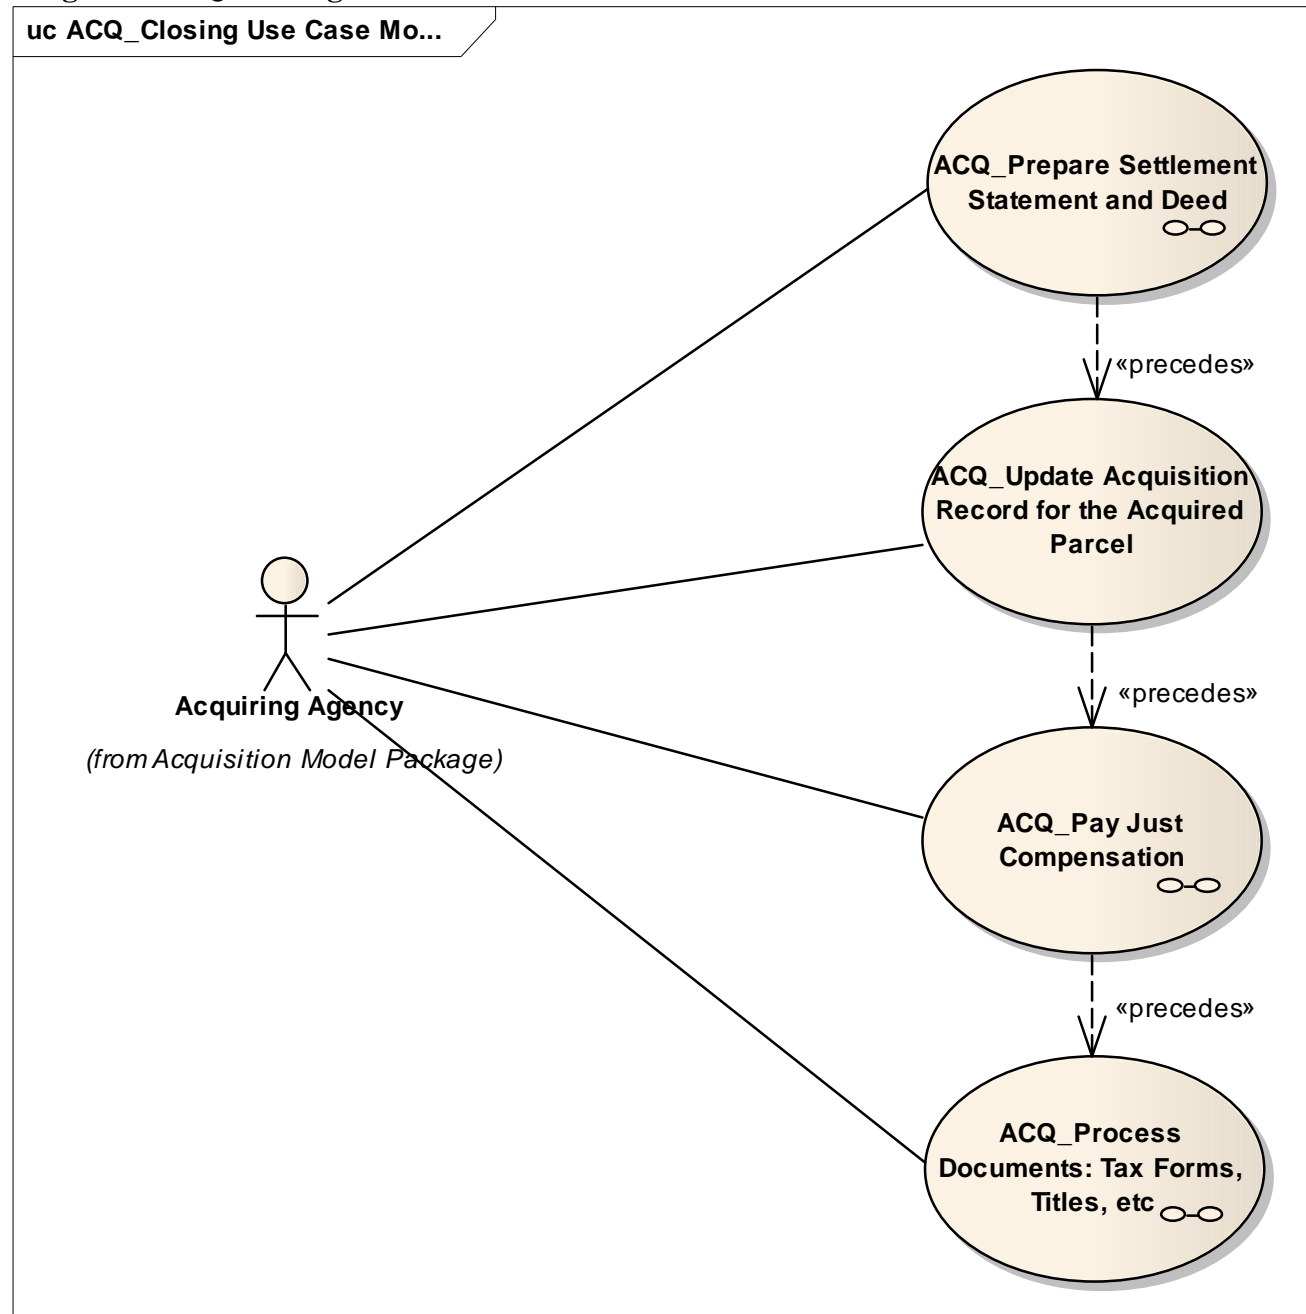 uc ACQ_Closing Use Case Mo...
ACQ_Prepare Settlement
Statement and Deed
«precedes»
ACQ_Update Acquisition
Record for the Acquired
Parcel
Acquiring Agency
(from Acquisition Model Package)
«precedes»
ACQ_Pay Just
Compensation
«precedes»
ACQ_Process
Documents: Tax Forms,
Titles, etc